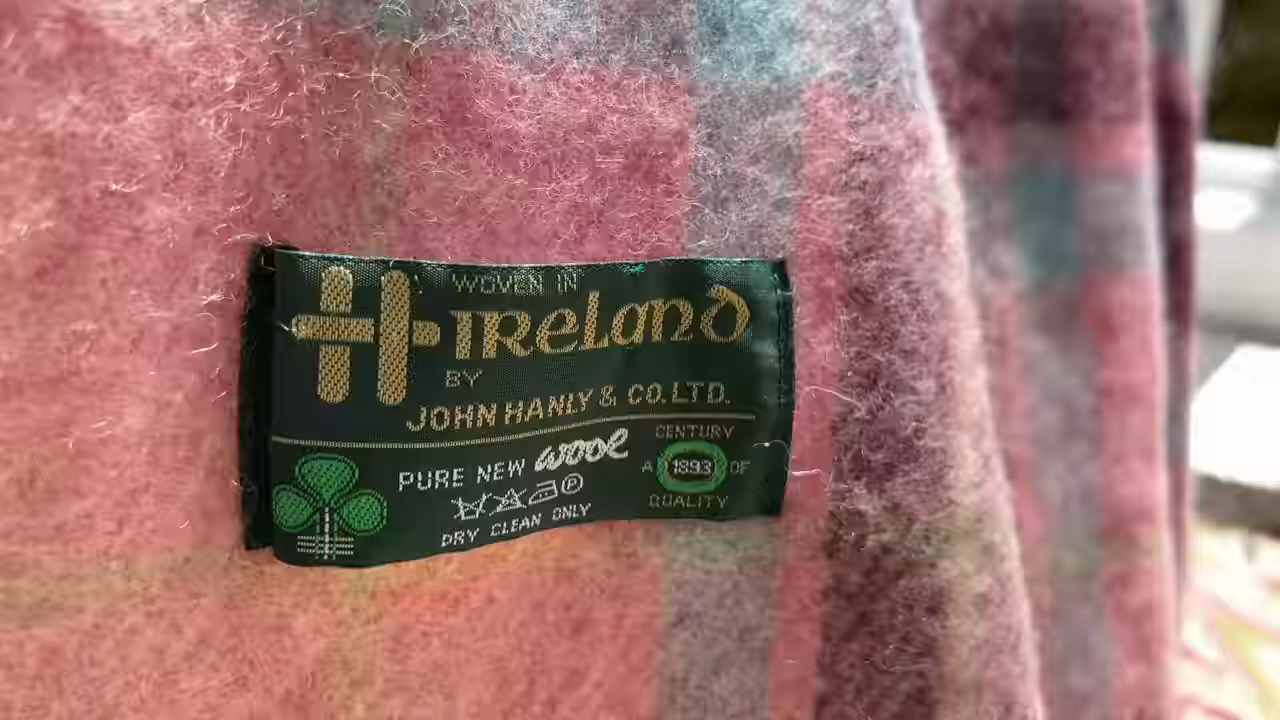 H
WOVEN IN
IRELAND
BY
JOHN HANLY & CO. LTD.
PURE NEW wool
P
DRY CLEAN ONLY
CENTURY
A 1893 OF
QUALITY